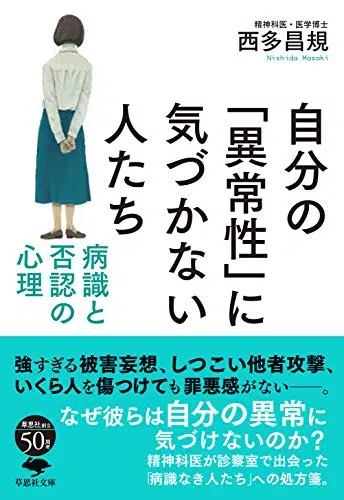 精神科医・医学博士
西多昌規
Nishida Masaki
自分の
「異常性」に
気づかない
人たち
病識と
否認の
心理
強すぎる被害妄想、しつこい他者攻撃、
いくら人を傷つけても罪悪感がない――。
なぜ彼らは自分の異常に
気づけないのか?
精神科医が診察室で出会った
「病識なき人たち」への処方箋。
草思社創立
50周年
草思社文庫